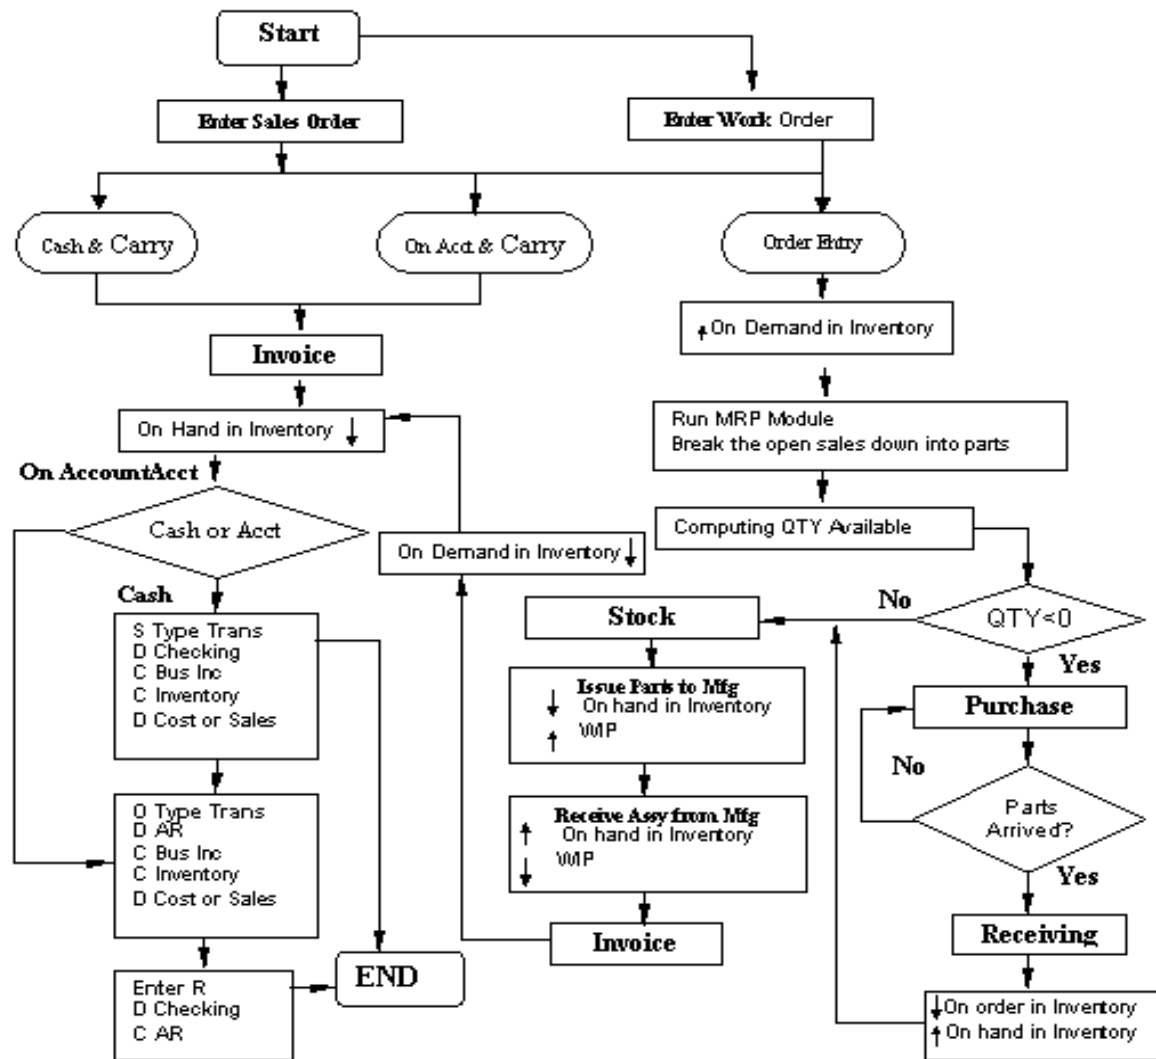 Start
Enter Sales Order
Enter Work Order
Cash & Carry
On Acct & Carry
Order Entry
On Demand in Inventory
Invoice
Run MRP Module
Break the open sales down into parts
On Hand in Inventory
On AccountAcct
Cash or Acct
Computing QTY Available
On Demand in Inventory
Cash
No
QTY<0
Stock
S Type Trans
D Checking
C Bus Inc
C Inventory
D Cost or Sales
Yes
Issue Parts to Mfg
On hand in Inventory
WIP
Purchase
No
Parts
Arrived?
O Type Trans
D AR
C Bus Inc
C Inventory
D Cost or Sales
Receive Assy from Mfg
On hand in Inventory
WIP
Yes
Receiving
Invoice
END
Enter R
D Checking
C AR
On order in Inventory
On hand in Inventory